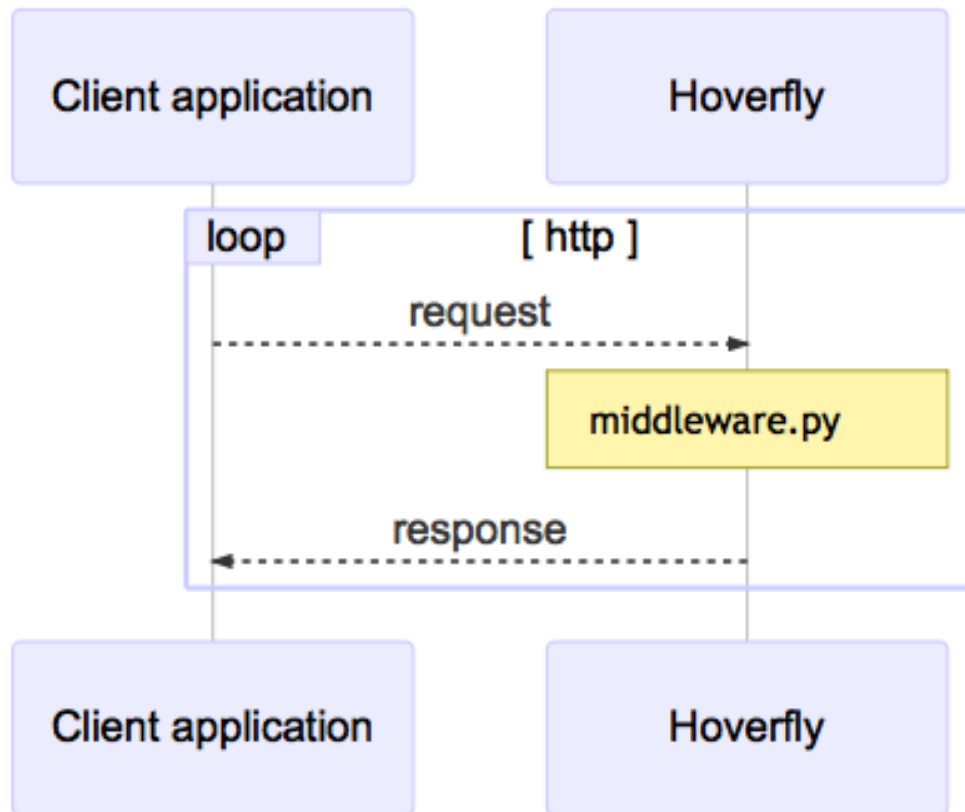 Client application
Hoverfly
loop
[ http ]
request
middleware.py
response
Client application
Hoverfly